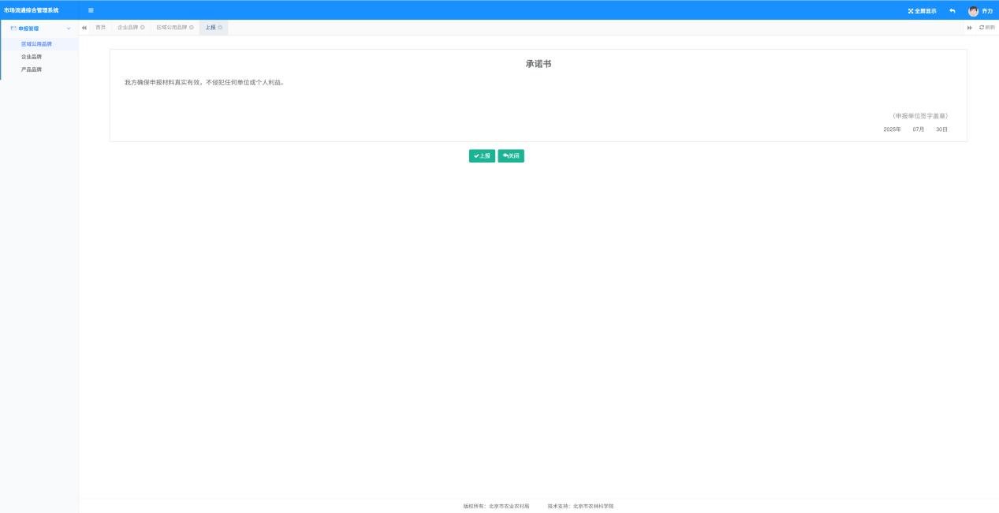 市场流通综合管理系统
全屏显示
齐力
申报管理
首页
企业品牌
区域公用品牌
上报
刷新
区域公用品牌
企业品牌
产品品牌
承诺书
我方确保申报材料真实有效，不侵犯任何单位或个人利益。
（申报单位签字盖章）
2025年 07月 30日
上报
关闭
版权所有：北京市农业农村局 技术支持：北京市农林科学院